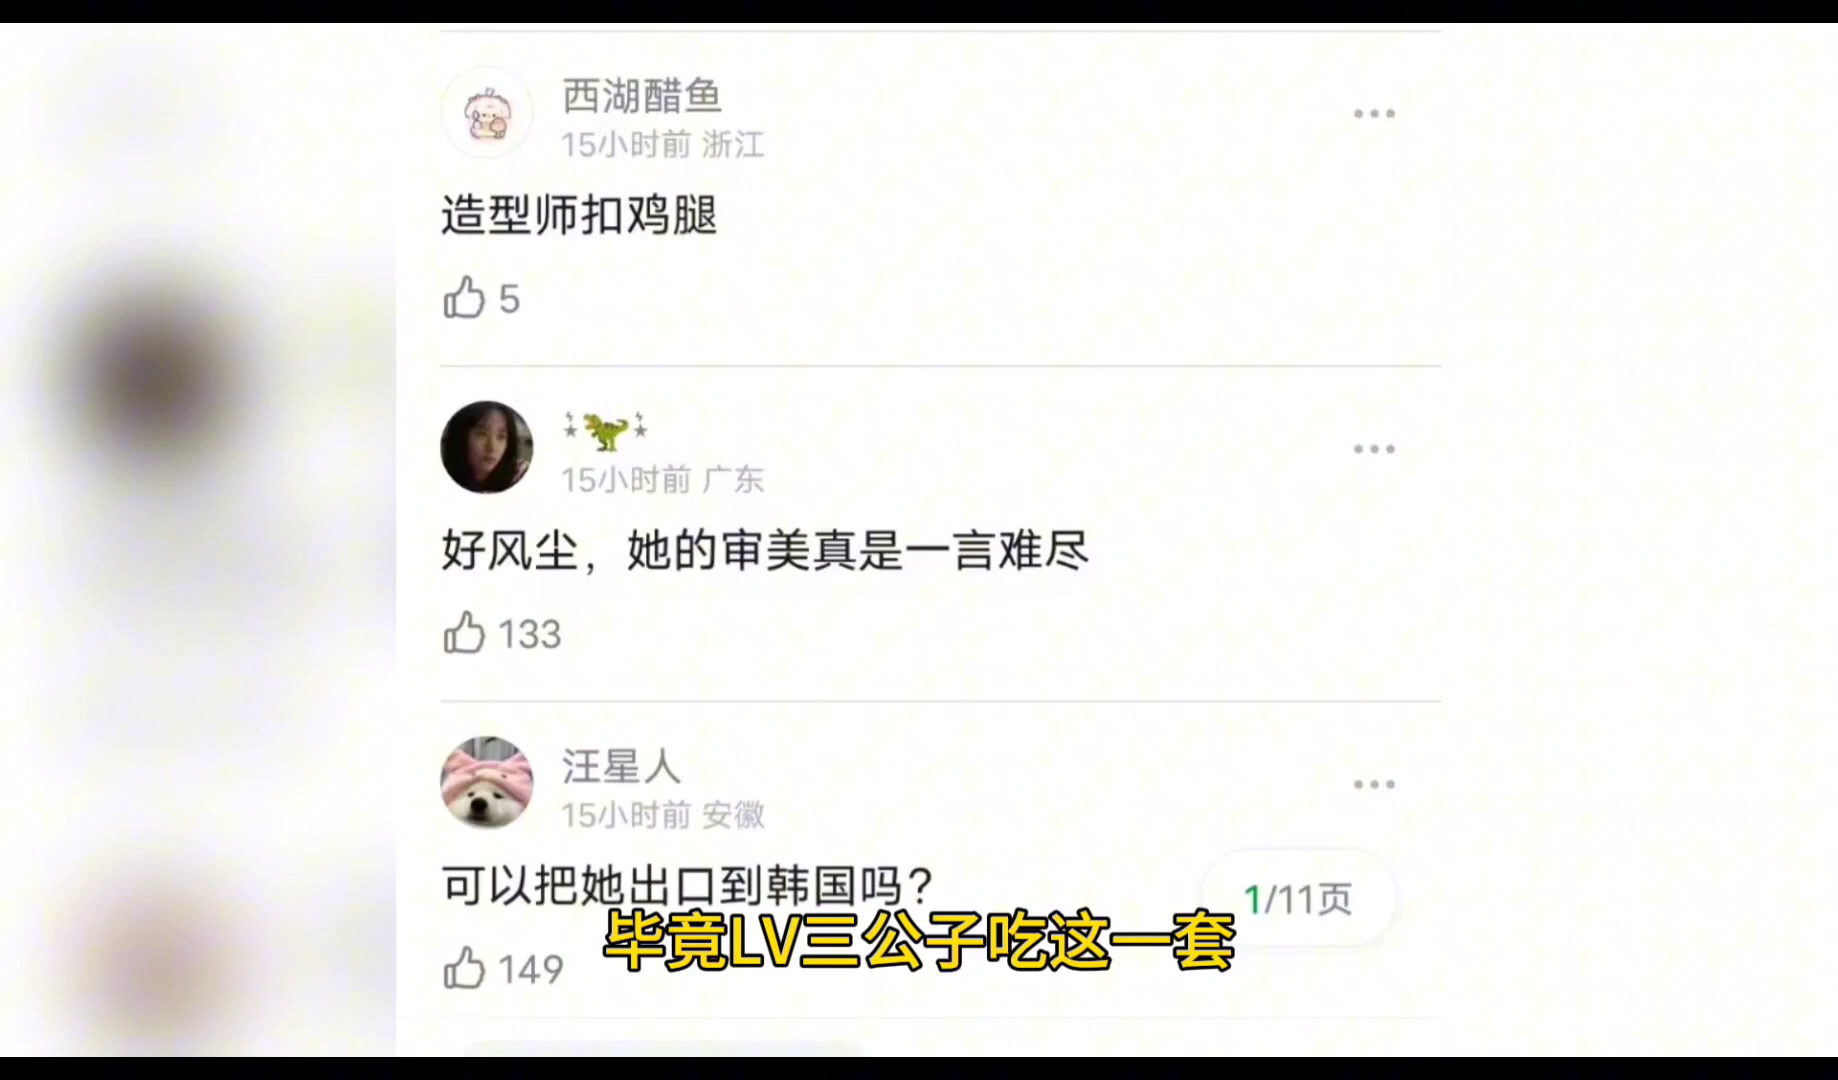 西湖醋鱼
15小时前 浙江
造型师扣鸡腿
5
15小时前 广东
好风尘，她的审美真是一言难尽
133
汪星人
15小时前 安徽
可以把她出口到韩国吗？
1/11页
毕竟LV三公子吃这一套
149